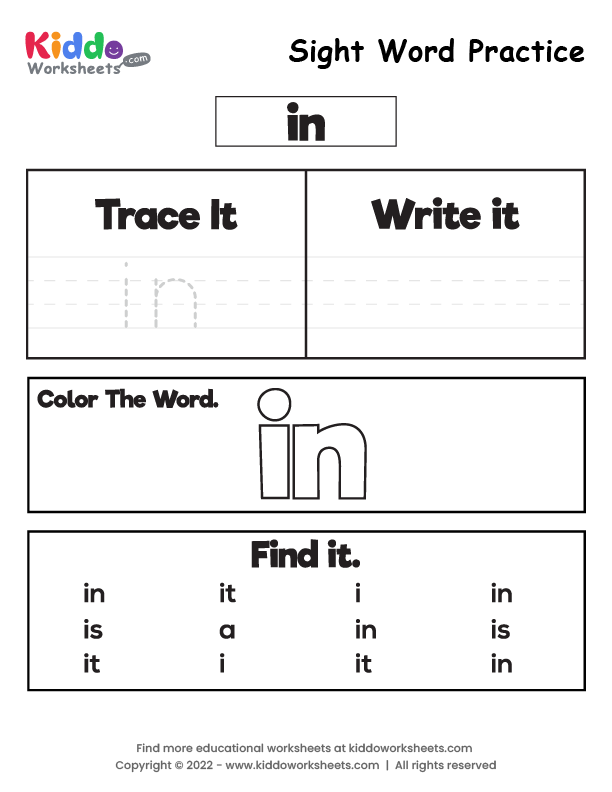 Kiddo
Worksheets .com
Sight Word Practice
in
Trace It
Write it
in
Color The Word.
in
Find it.
in it i in
is a in is
it i it in
Find more educational worksheets at kiddoworksheets.com
Copyright © 2022 - www.kiddoworksheets.com | All rights reserved